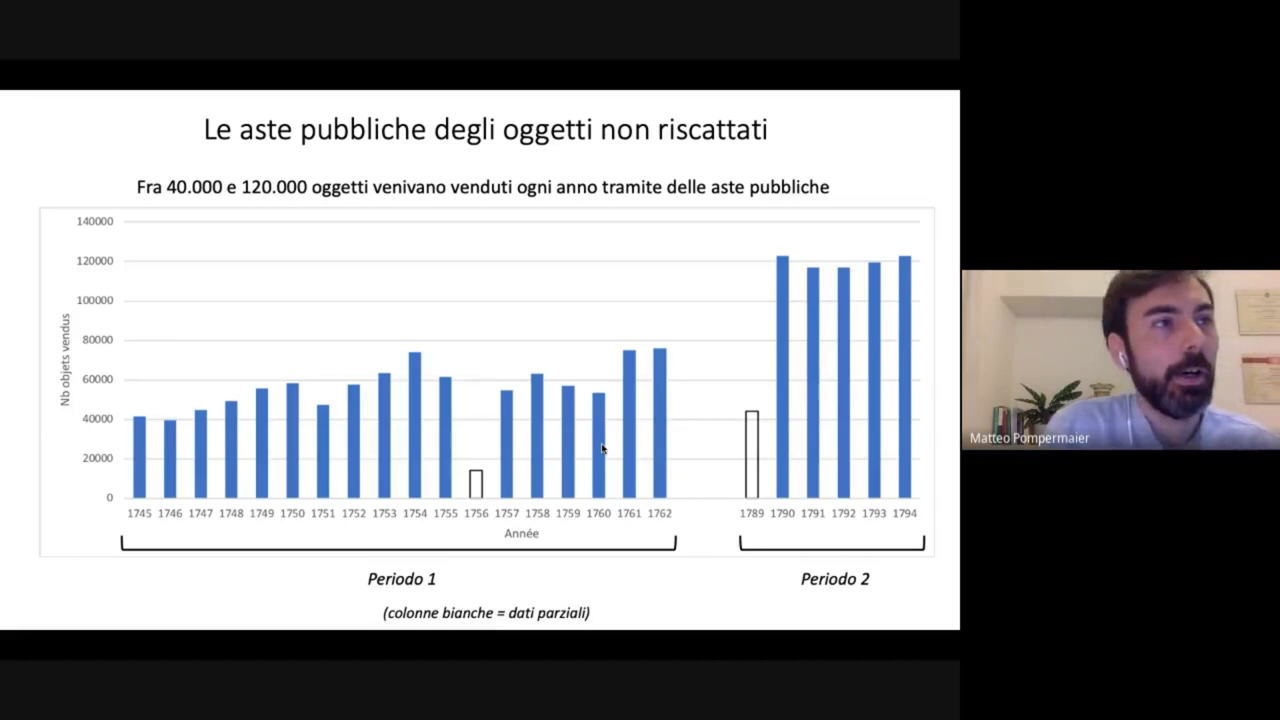 Le aste pubbliche degli oggetti non riscattati
Fra 40.000 e 120.000 oggetti venivano venduti ogni anno tramite delle aste pubbliche
140000
120000
100000
80000
60000
40000
20000
0
Nb objets vendus
1745 1746 1747 1748 1749 1750 1751 1752 1753 1754 1755 1756 1757 1758 1759 1760 1761 1762 1789 1790 1791 1792 1793 1794
Année
Periodo 1
Periodo 2
(colonne bianche = dati parziali)
Matteo Pompermaier